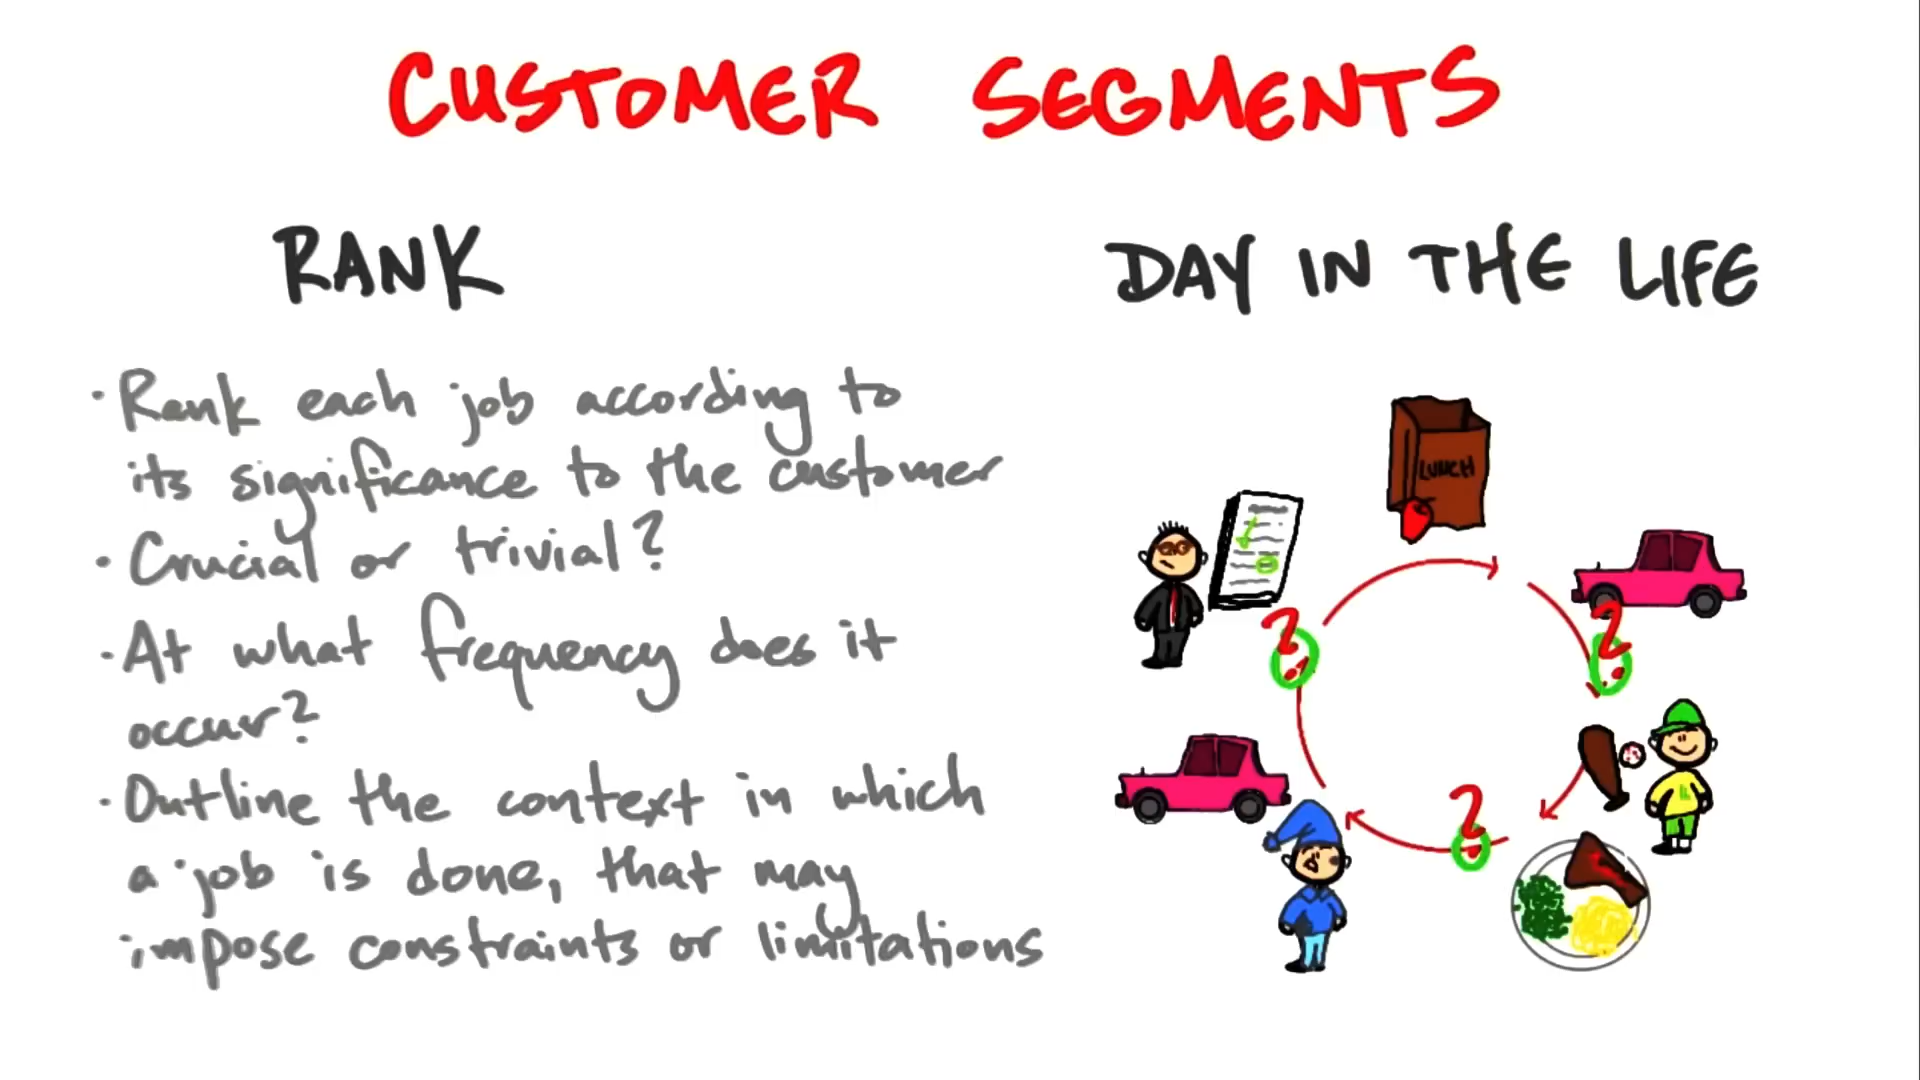 CUSTOMER SEGMENTS
RANK
· Rank each job according to
its significance to the customer
· Crucial or trivial?
· At what frequency does it
occur?
· Outline the context in which
a job is done, that may
impose constraints or limitations
DAY IN THE LIFE
LUNCH
?
?
?